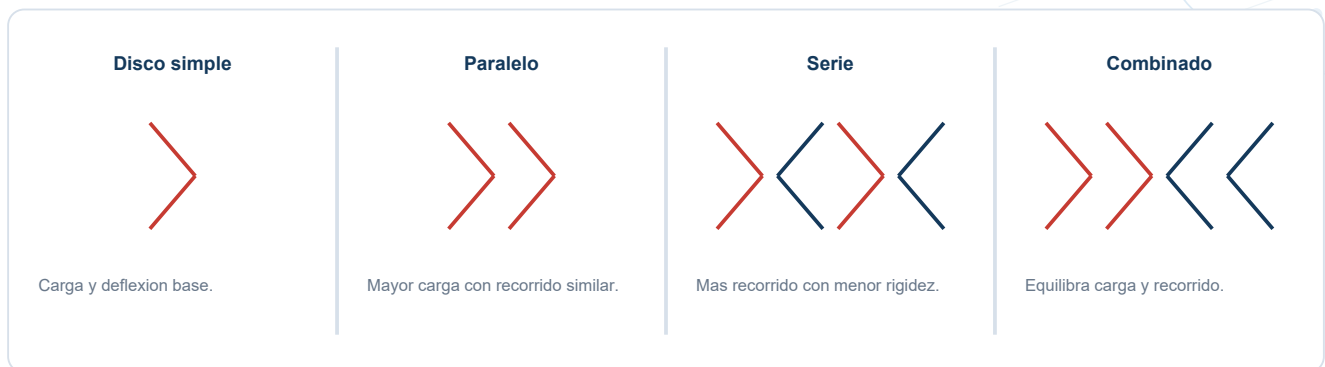 Disco simple
Paralelo
Serie
Combinado
Carga y deflexion base.
Mayor carga con recorrido similar.
Mas recorrido con menor rigidez.
Equilibra carga y recorrido.